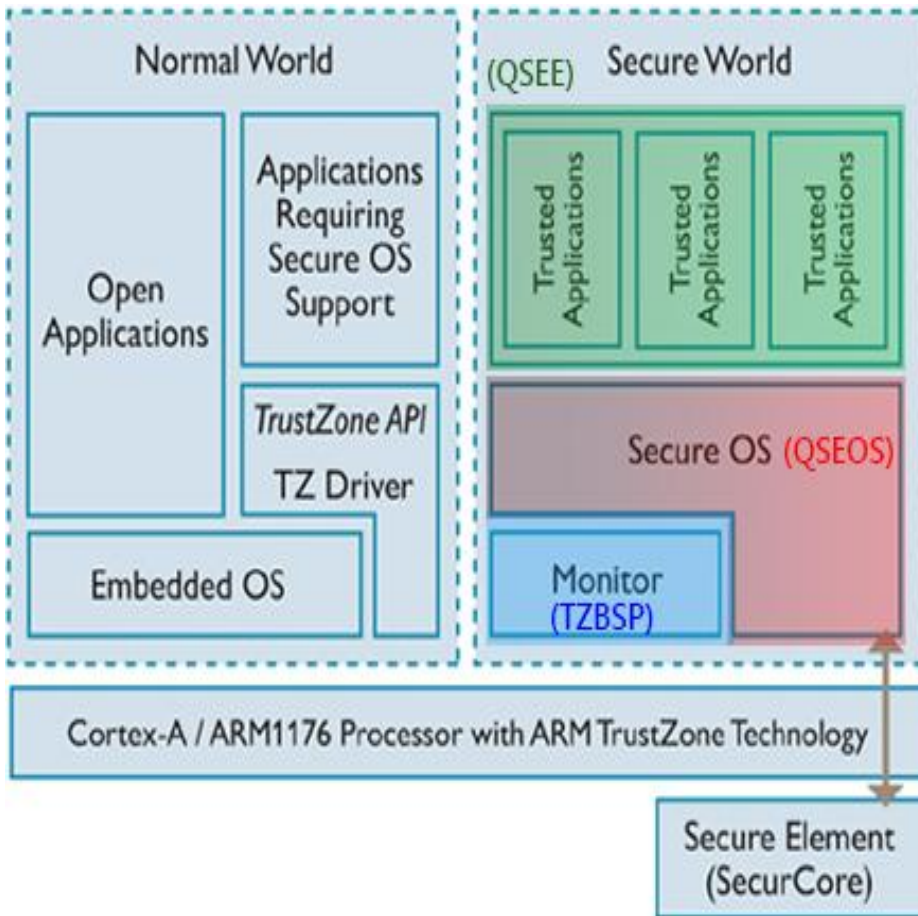 Normal World
Open
Applications
Applications
Requiring
Secure OS
Support
TrustZone API
TZ Driver
Embedded OS
(QSEE)
Secure World
Trusted
Applications
Trusted
Applications
Trusted
Applications
Secure OS (QSEOS)
Monitor
(TZBSP)
Cortex-A / ARM1176 Processor with ARM TrustZone Technology
Secure Element
(SecurCore)